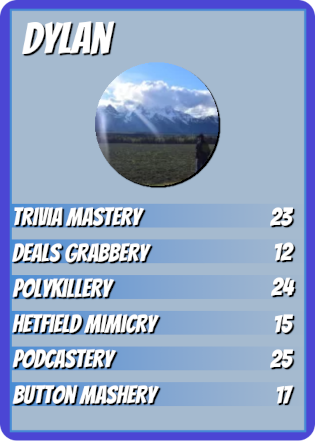 DYLAN
TRIVIA MASTERY 23
DEALS GRABBERY 12
POLYKILLERY 24
HETFIELD MIMICRY 15
PODCASTERY 25
BUTTON MASHERY 17